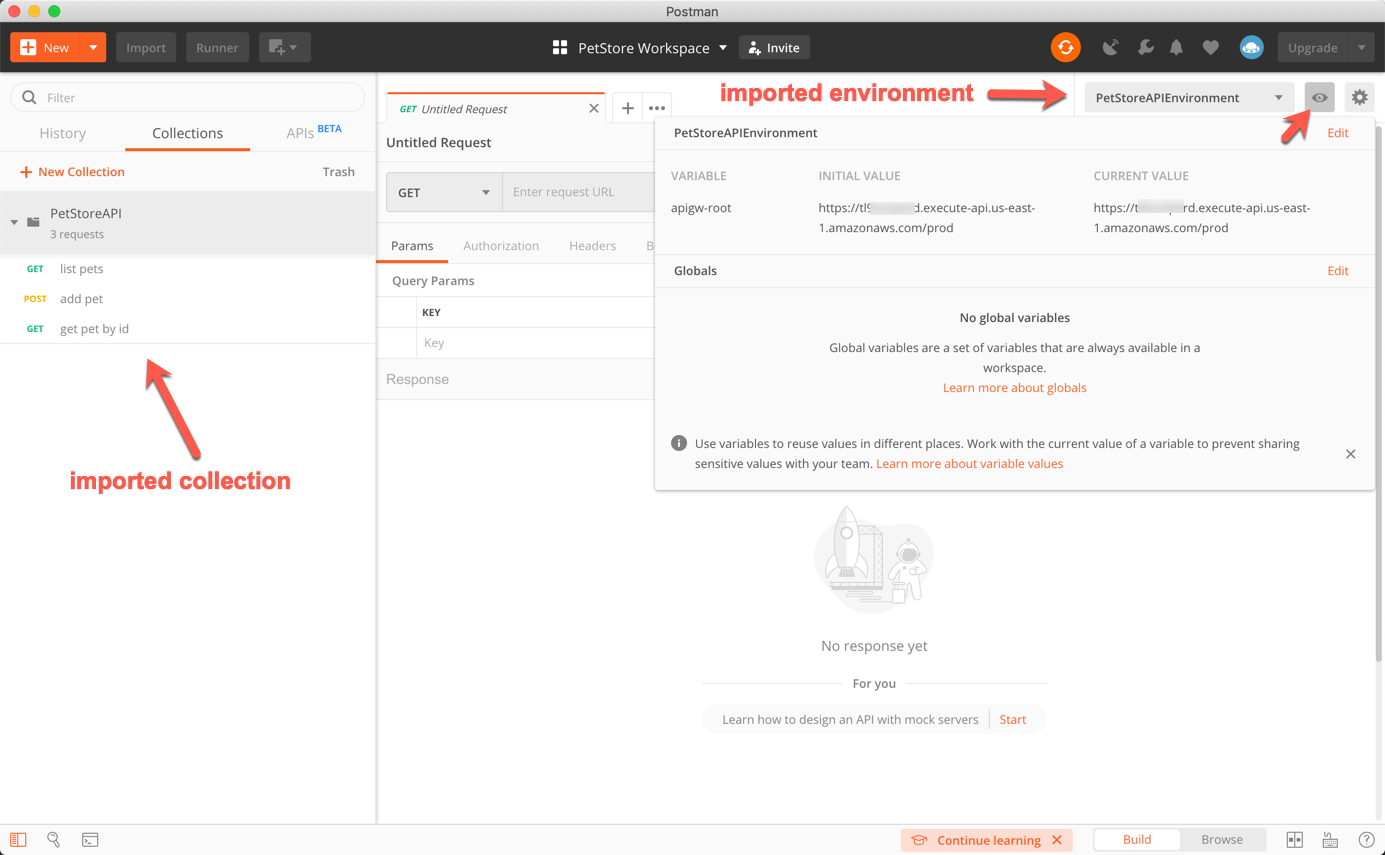 Postman
New
Import
Runner
PetStore Workspace
Invite
Upgrade
Filter
History
Collections
APIs BETA
New Collection
Trash
PetStoreAPI
3 requests
GET list pets
POST add pet
GET get pet by id
imported collection
GET Untitled Request
imported environment
PetStoreAPIEnvironment
Untitled Request
GET
Enter request URL
Params
Authorization
Headers
B
Query Params
KEY
Key
Response
PetStoreAPIEnvironment
Edit
VARIABLE
INITIAL VALUE
CURRENT VALUE
apigw-root
https://tl9 d.execute-api.us-east-
1.amazonaws.com/prod
https://t rd.execute-api.us-east-
1.amazonaws.com/prod
Globals
Edit
No global variables
Global variables are a set of variables that are always available in a
workspace.
Learn more about globals
Use variables to reuse values in different places. Work with the current value of a variable to prevent sharing
sensitive values with your team. Learn more about variable values
No response yet
For you
Learn how to design an API with mock servers
Start
Continue learning
Build
Browse